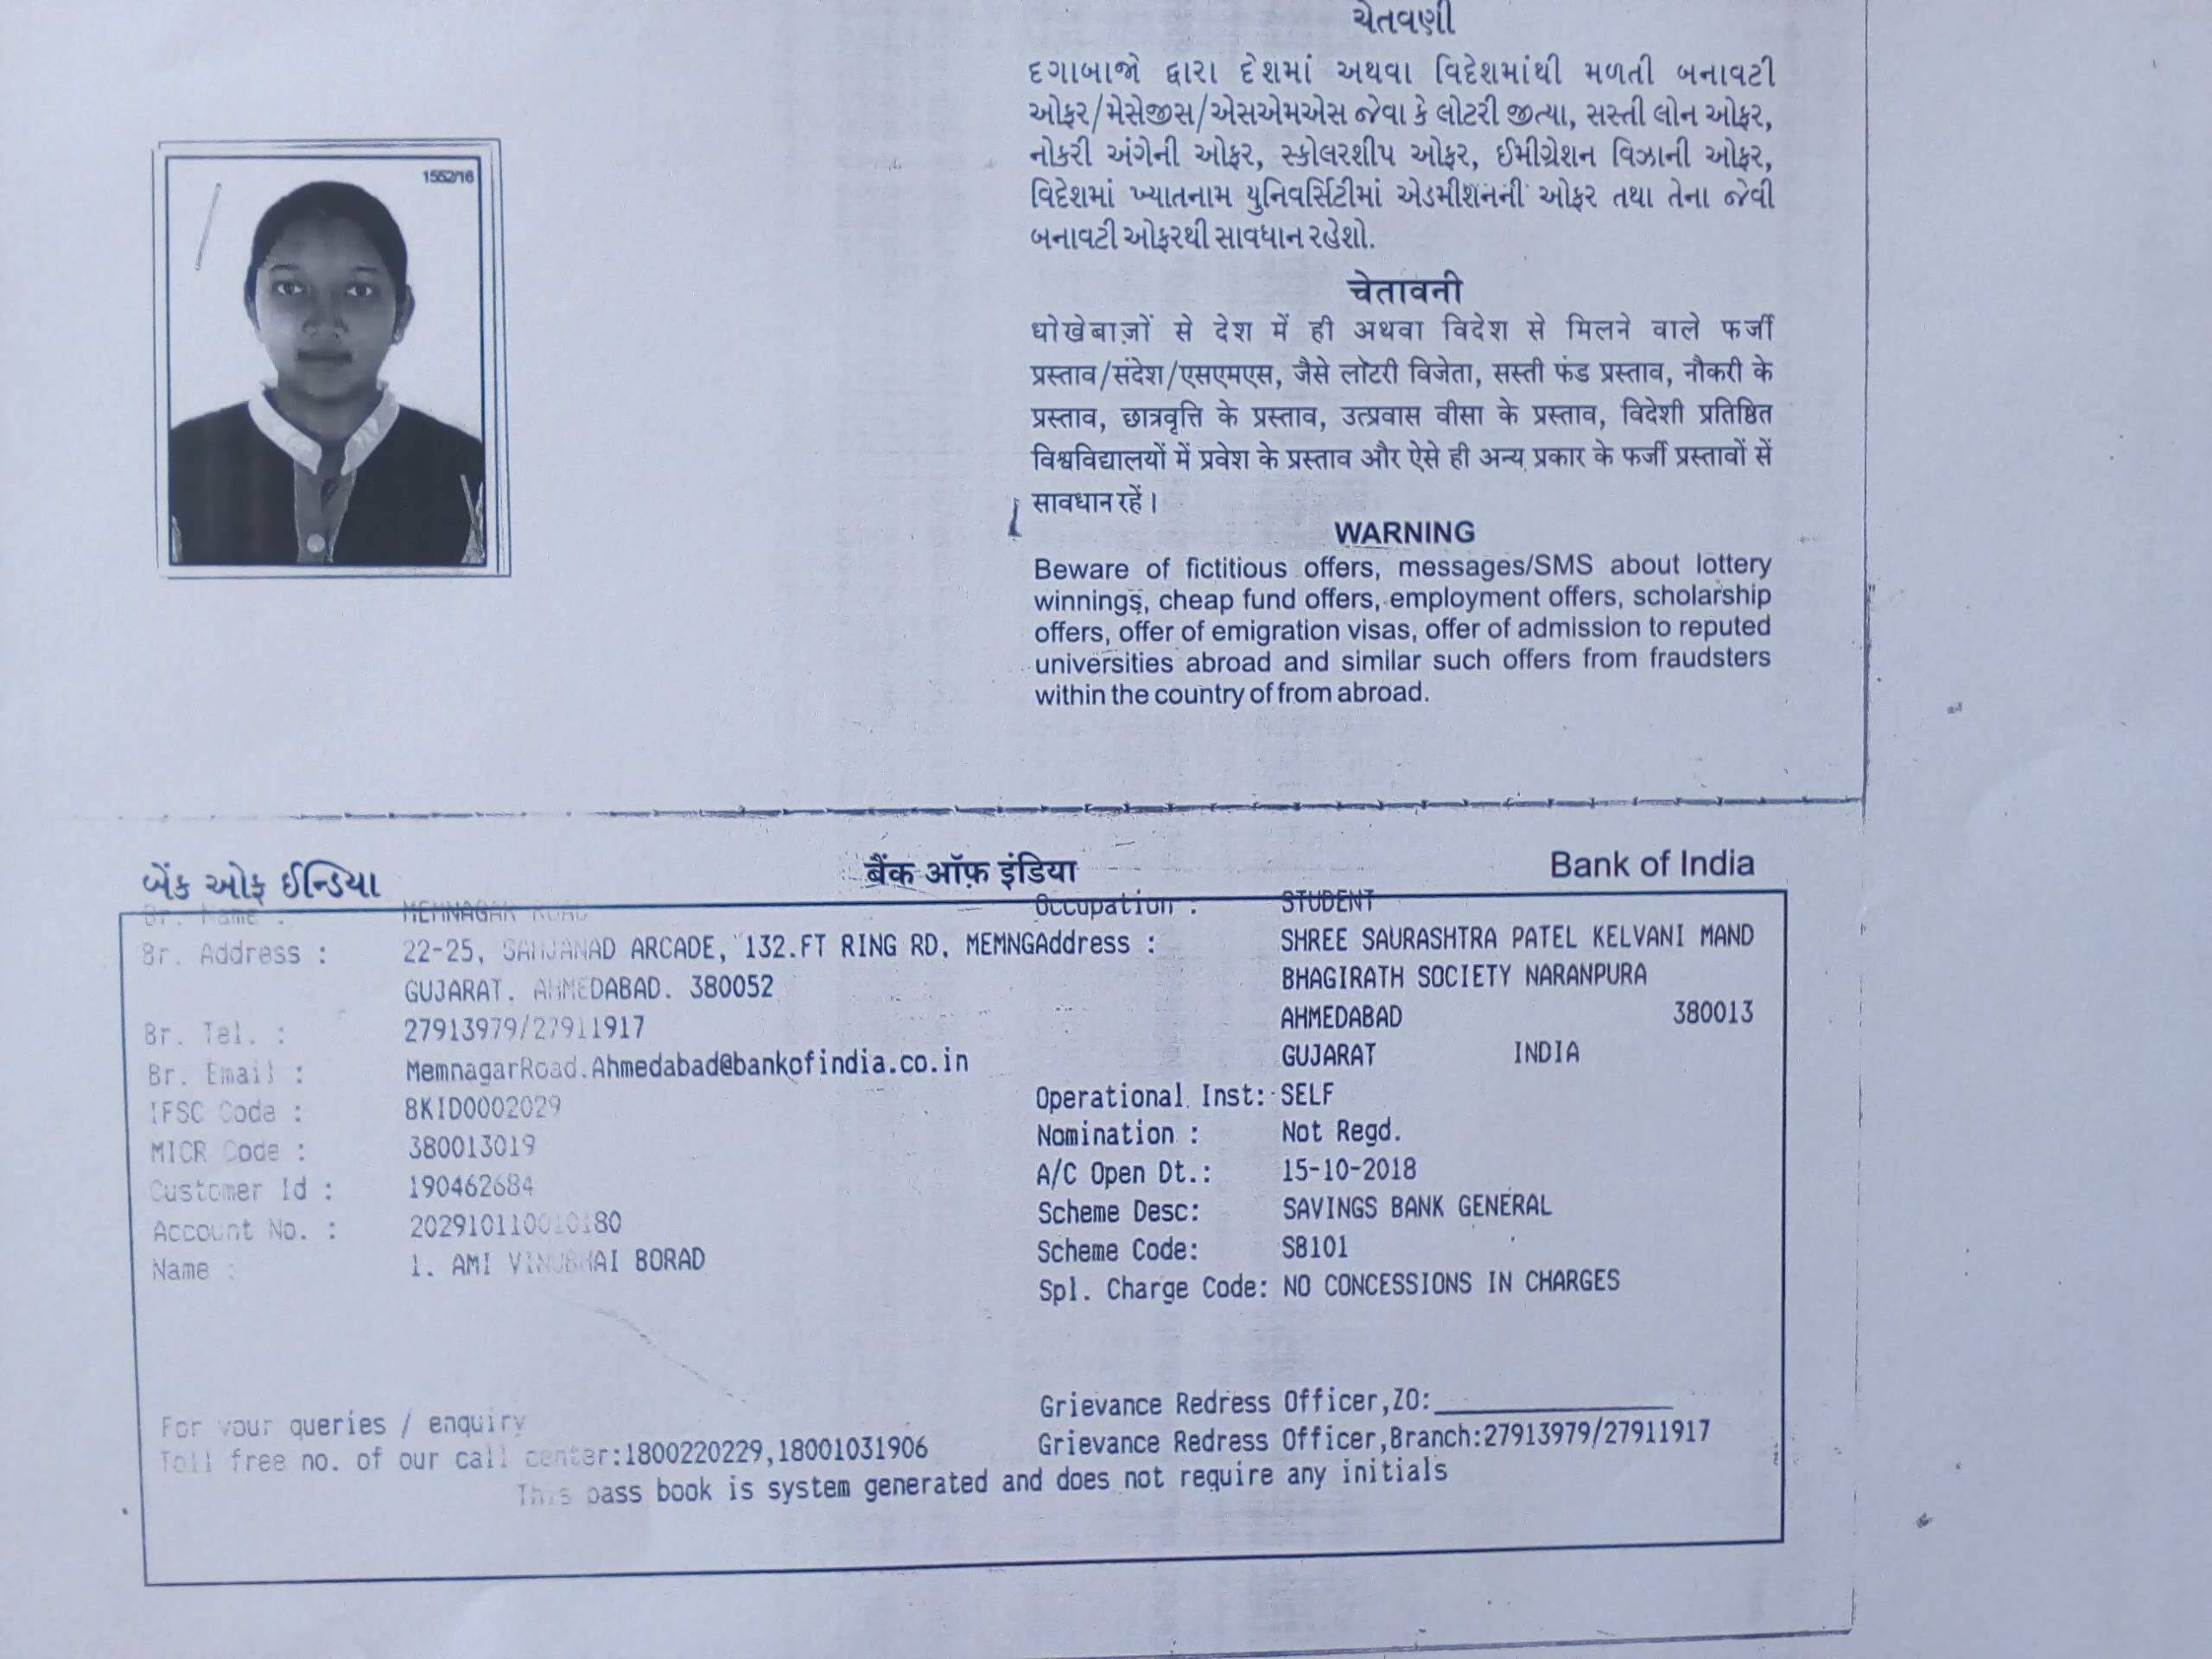 1552/16
ચેતવણી
દગાબાજો દ્વારા દેશમાં અથવા વિદેશમાંથી મળતી બનાવટી
ઓફર/મેસેજીસ/એસએમએસ જેવા કે લોટરી જીત્યા, સસ્તી લોન ઓફર,
નોકરી અંગેની ઓફર, સ્કોલરશીપ ઓફર, ઈમીગ્રેશન વિઝાની ઓફર,
વિદેશમાં ખ્યાતનામ યુનિવર્સિટીમાં એડમીશનની ઓફર તથા તેના જેવી
બનાવટી ઓફરથી સાવધાન રહેશો.
चेतावनी
धोखेबाज़ों से देश में ही अथवा विदेश से मिलने वाले फर्जी
प्रस्ताव/संदेश/एसएमएस, जैसे लॉटरी विजेता, सस्ती फंड प्रस्ताव, नौकरी के
प्रस्ताव, छात्रवृत्ति के प्रस्ताव, उत्प्रवास वीसा के प्रस्ताव, विदेशी प्रतिष्ठित
विश्वविद्यालयों में प्रवेश के प्रस्ताव और ऐसे ही अन्य प्रकार के फर्जी प्रस्तावों सें
सावधान रहें।
WARNING
Beware of fictitious offers, messages/SMS about lottery
winnings, cheap fund offers, employment offers, scholarship
offers, offer of emigration visas, offer of admission to reputed
universities abroad and similar such offers from fraudsters
within the country of from abroad.
બેંક ઓફ ઈન્ડિયા बैंक ऑफ़ इंडिया Bank of India
Br. Name : MEMNAGAR ROAD Occupation : STUDENT
Br. Address : 22-25, SAHJANAD ARCADE, 132.FT RING RD, MEMNGAddress : SHREE SAURASHTRA PATEL KELVANI MAND
GUJARAT. AHMEDABAD. 380052 BHAGIRATH SOCIETY NARANPURA
Br. Tel. : 27913979/27911917 AHMEDABAD 380013
Br. Email : MemnagarRoad.Ahmedabad@bankofindia.co.in GUJARAT INDIA
IFSC Code : BKID0002029 Operational Inst: SELF
MICR Code : 380013019 Nomination : Not Regd.
Customer Id : 190462684 A/C Open Dt.: 15-10-2018
Account No. : 202910110010180 Scheme Desc: SAVINGS BANK GENERAL
Name : 1. AMI VINUBHAI BORAD Scheme Code: SB101
Spl. Charge Code: NO CONCESSIONS IN CHARGES
For your queries / enquiry Grievance Redress Officer,ZO:
Toll free no. of our call center:1800220229,18001031906 Grievance Redress Officer,Branch:27913979/27911917
This pass book is system generated and does not require any initials